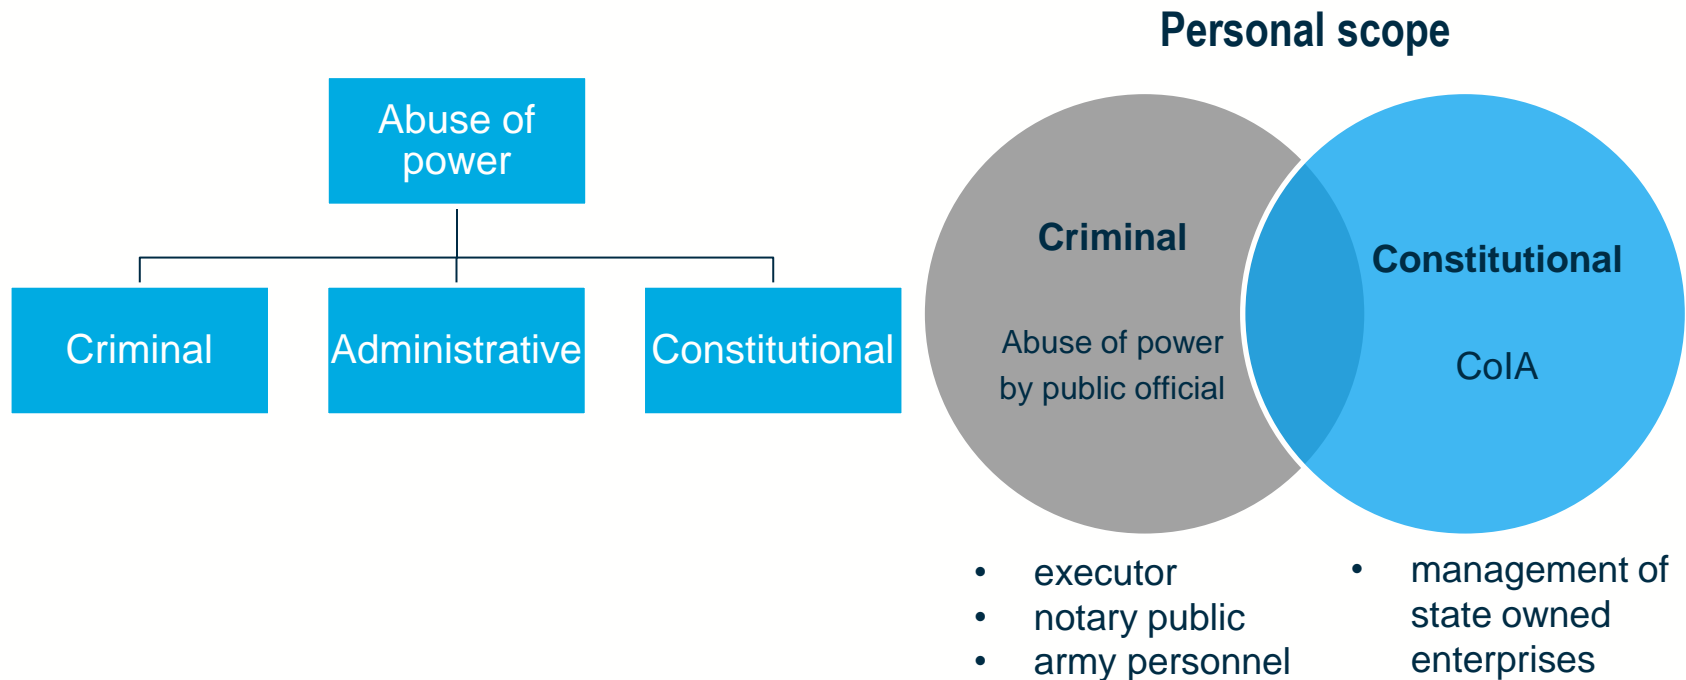 Personal scope
Abuse of
power
Criminal
Administrative
Constitutional
Criminal
Abuse of power
by public official
Constitutional
CoIA
• executor
• notary public
• army personnel
• management of
state owned
enterprises